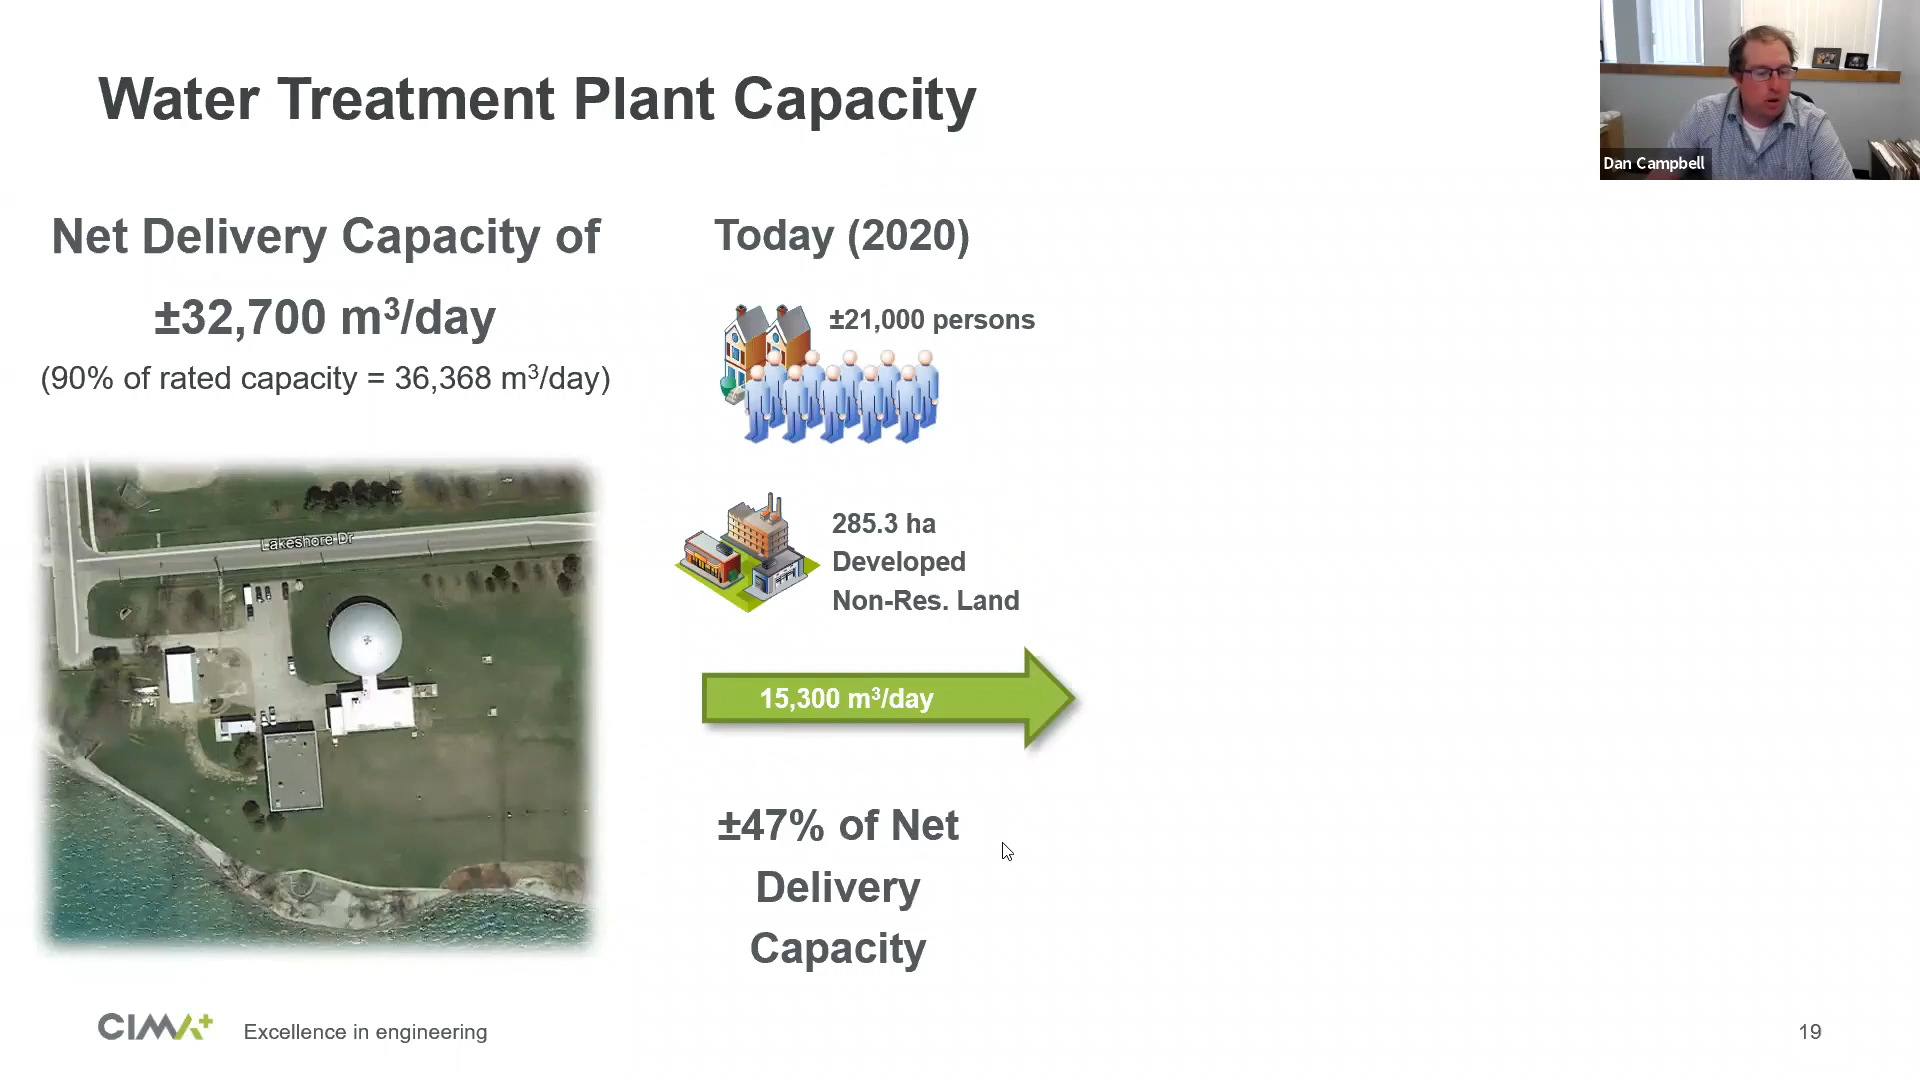 Water Treatment Plant Capacity
Dan Campbell
Net Delivery Capacity of
±32,700 m³/day
(90% of rated capacity = 36,368 m³/day)
Lakeshore Dr
Today (2020)
±21,000 persons
285.3 ha
Developed
Non-Res. Land
15,300 m³/day
±47% of Net
Delivery
Capacity
CIMA+
Excellence in engineering
19